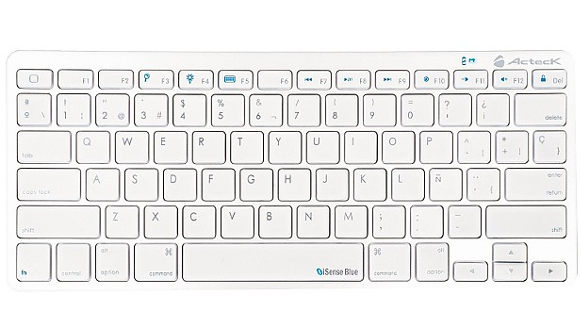 Acteck
F1 F2 F3 F4 F5 F6 F7 F8 F9 F10 F11 F12 Del
º ª ! 1 " 2 @ · 3 # $ 4 % 5 & 6 ¬ / 7 ( 8 ) 9 = 0 ? ' ¡ ¿ delete
tab Q W E R T Y U I O P ^ ` [ * + ] Ç
caps lock A S D F G H J K L Ñ enter return
shift Z X C V B N M ; , : . _ - shift
fn control alt option ⌘ command iSense Blue ⌘ command alt option ◄ ▲ ▼ ►